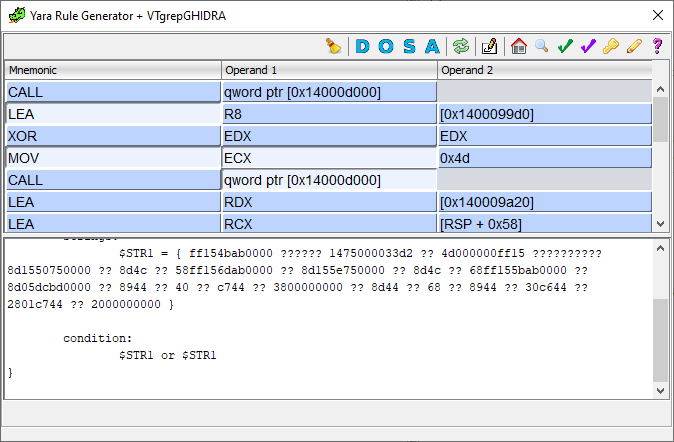 Yara Rule Generator + VTgrepGHIDRA
D O S A ?
Mnemonic Operand 1 Operand 2
CALL qword ptr [0x14000d000]
LEA R8 [0x1400099d0]
XOR EDX EDX
MOV ECX 0x4d
CALL qword ptr [0x14000d000]
LEA RDX [0x140009a20]
LEA RCX [RSP + 0x58]
strings:
$STR1 = { ff154bab0000 ?????? 1475000033d2 ?? 4d000000ff15 ??????????
8d1550750000 ?? 8d4c ?? 58ff156dab0000 ?? 8d155e750000 ?? 8d4c ?? 68ff155bab0000 ??
8d05dcbd0000 ?? 8944 ?? 40 ?? c744 ?? 3800000000 ?? 8d44 ?? 68 ?? 8944 ?? 30c644 ??
2801c744 ?? 2000000000 }
condition:
$STR1 or $STR1
}